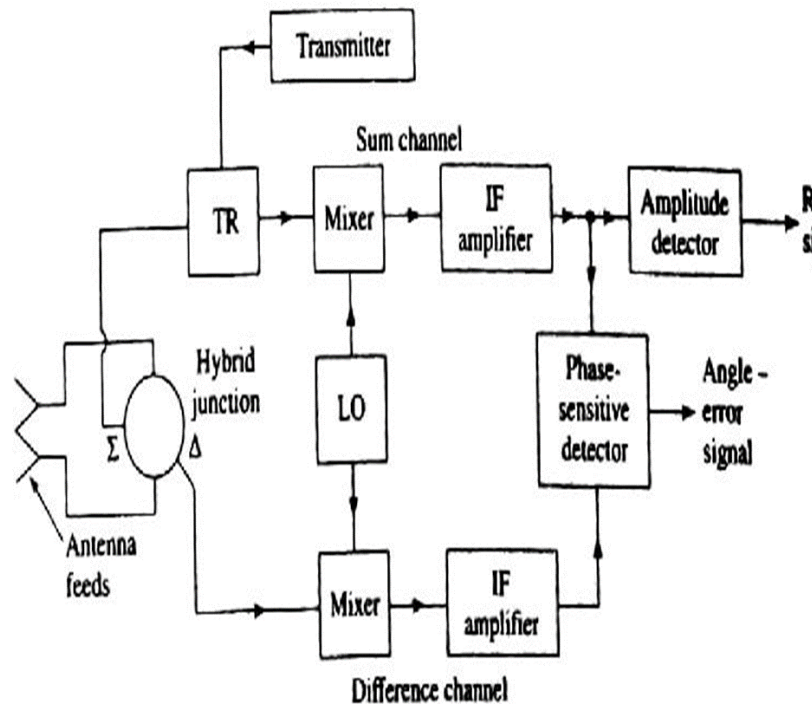 Transmitter
Sum channel
TR
Mixer
IF
amplifier
Amplitude
detector
Hybrid
junction
Σ
Δ
LO
Phase-
sensitive
detector
Angle –
error
signal
Antenna
feeds
Mixer
IF
amplifier
Difference channel